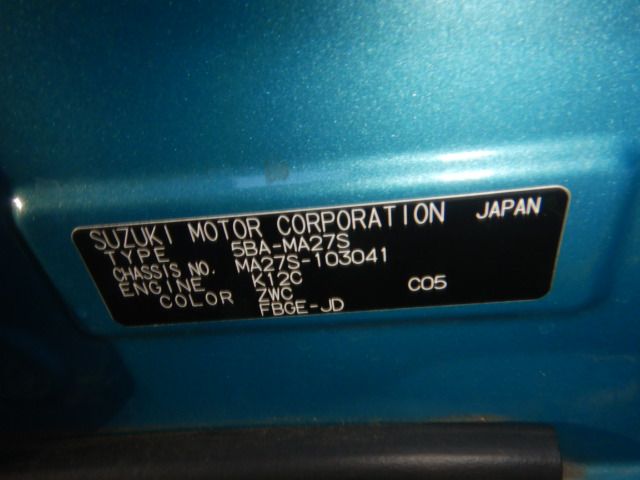 SUZUKI MOTOR CORPORATION JAPAN
TYPE 5BA-MA27S
CHASSIS NO. MA27S-103041
ENGINE K12C C05
COLOR ZWC
FBGE-JD